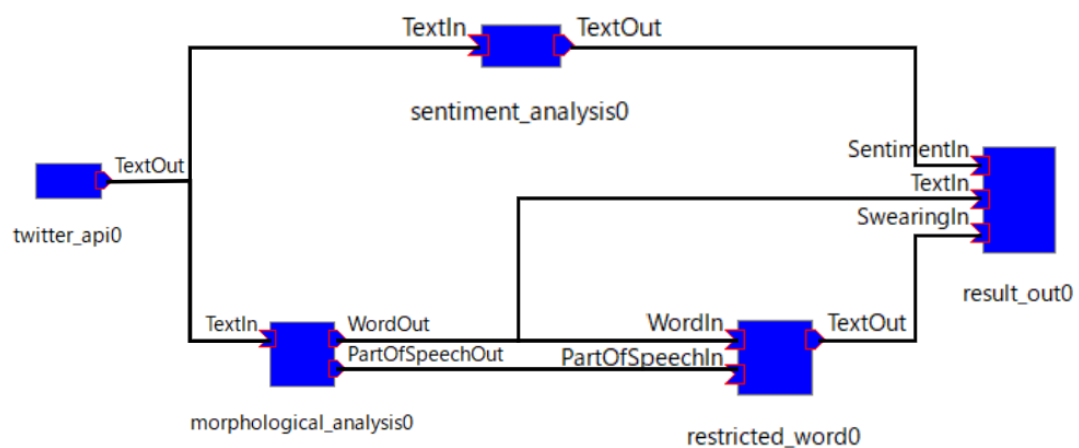 TextIn
TextOut
sentiment_analysis0
TextOut
twitter_api0
SentimentIn
TextIn
SwearingIn
result_out0
TextIn
WordOut
PartOfSpeechOut
morphological_analysis0
WordIn
PartOfSpeechIn
TextOut
restricted_word0